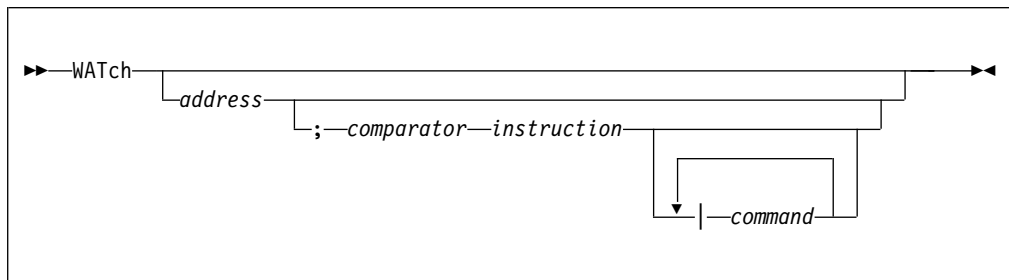 WATch
address
; comparator instruction
| command